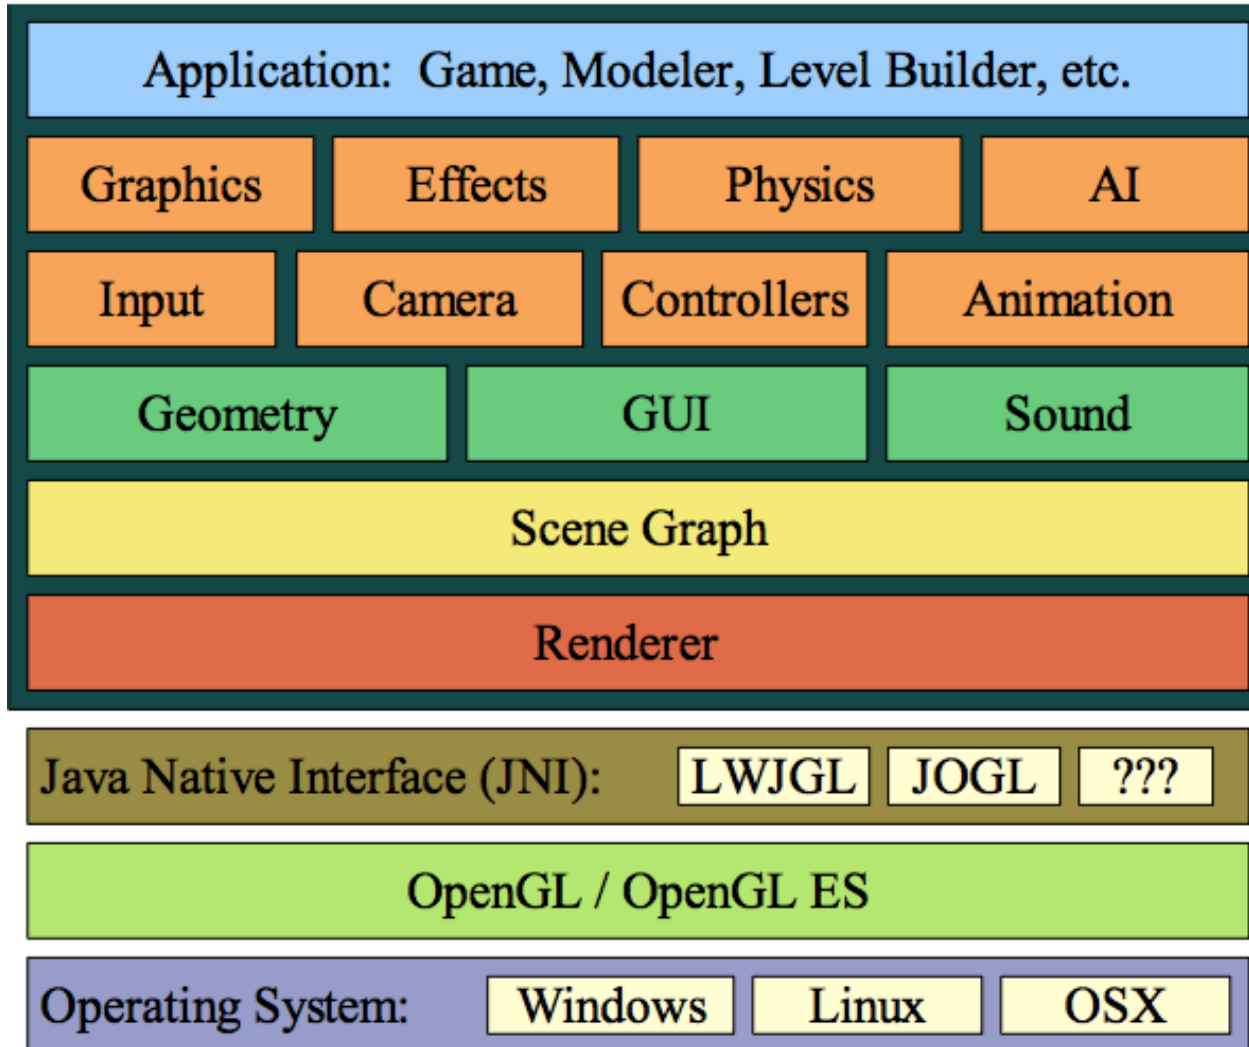 Application: Game, Modeler, Level Builder, etc.
Graphics Effects Physics AI
Input Camera Controllers Animation
Geometry GUI Sound
Scene Graph
Renderer
Java Native Interface (JNI): LWJGL JOGL ???
OpenGL / OpenGL ES
Operating System: Windows Linux OSX